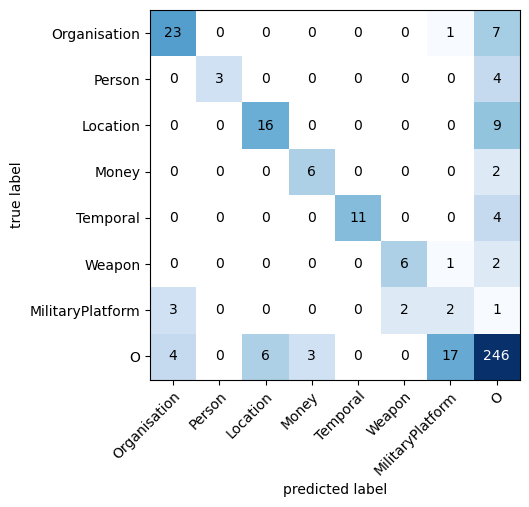 Organisation 23 0 0 0 0 0 1 7
Person 0 3 0 0 0 0 0 4
Location 0 0 16 0 0 0 0 9
Money 0 0 0 6 0 0 0 2
Temporal 0 0 0 0 11 0 0 4
Weapon 0 0 0 0 0 6 1 2
MilitaryPlatform 3 0 0 0 0 2 2 1
O 4 0 6 3 0 0 17 246
true label
Organisation Person Location Money Temporal Weapon MilitaryPlatform O
predicted label